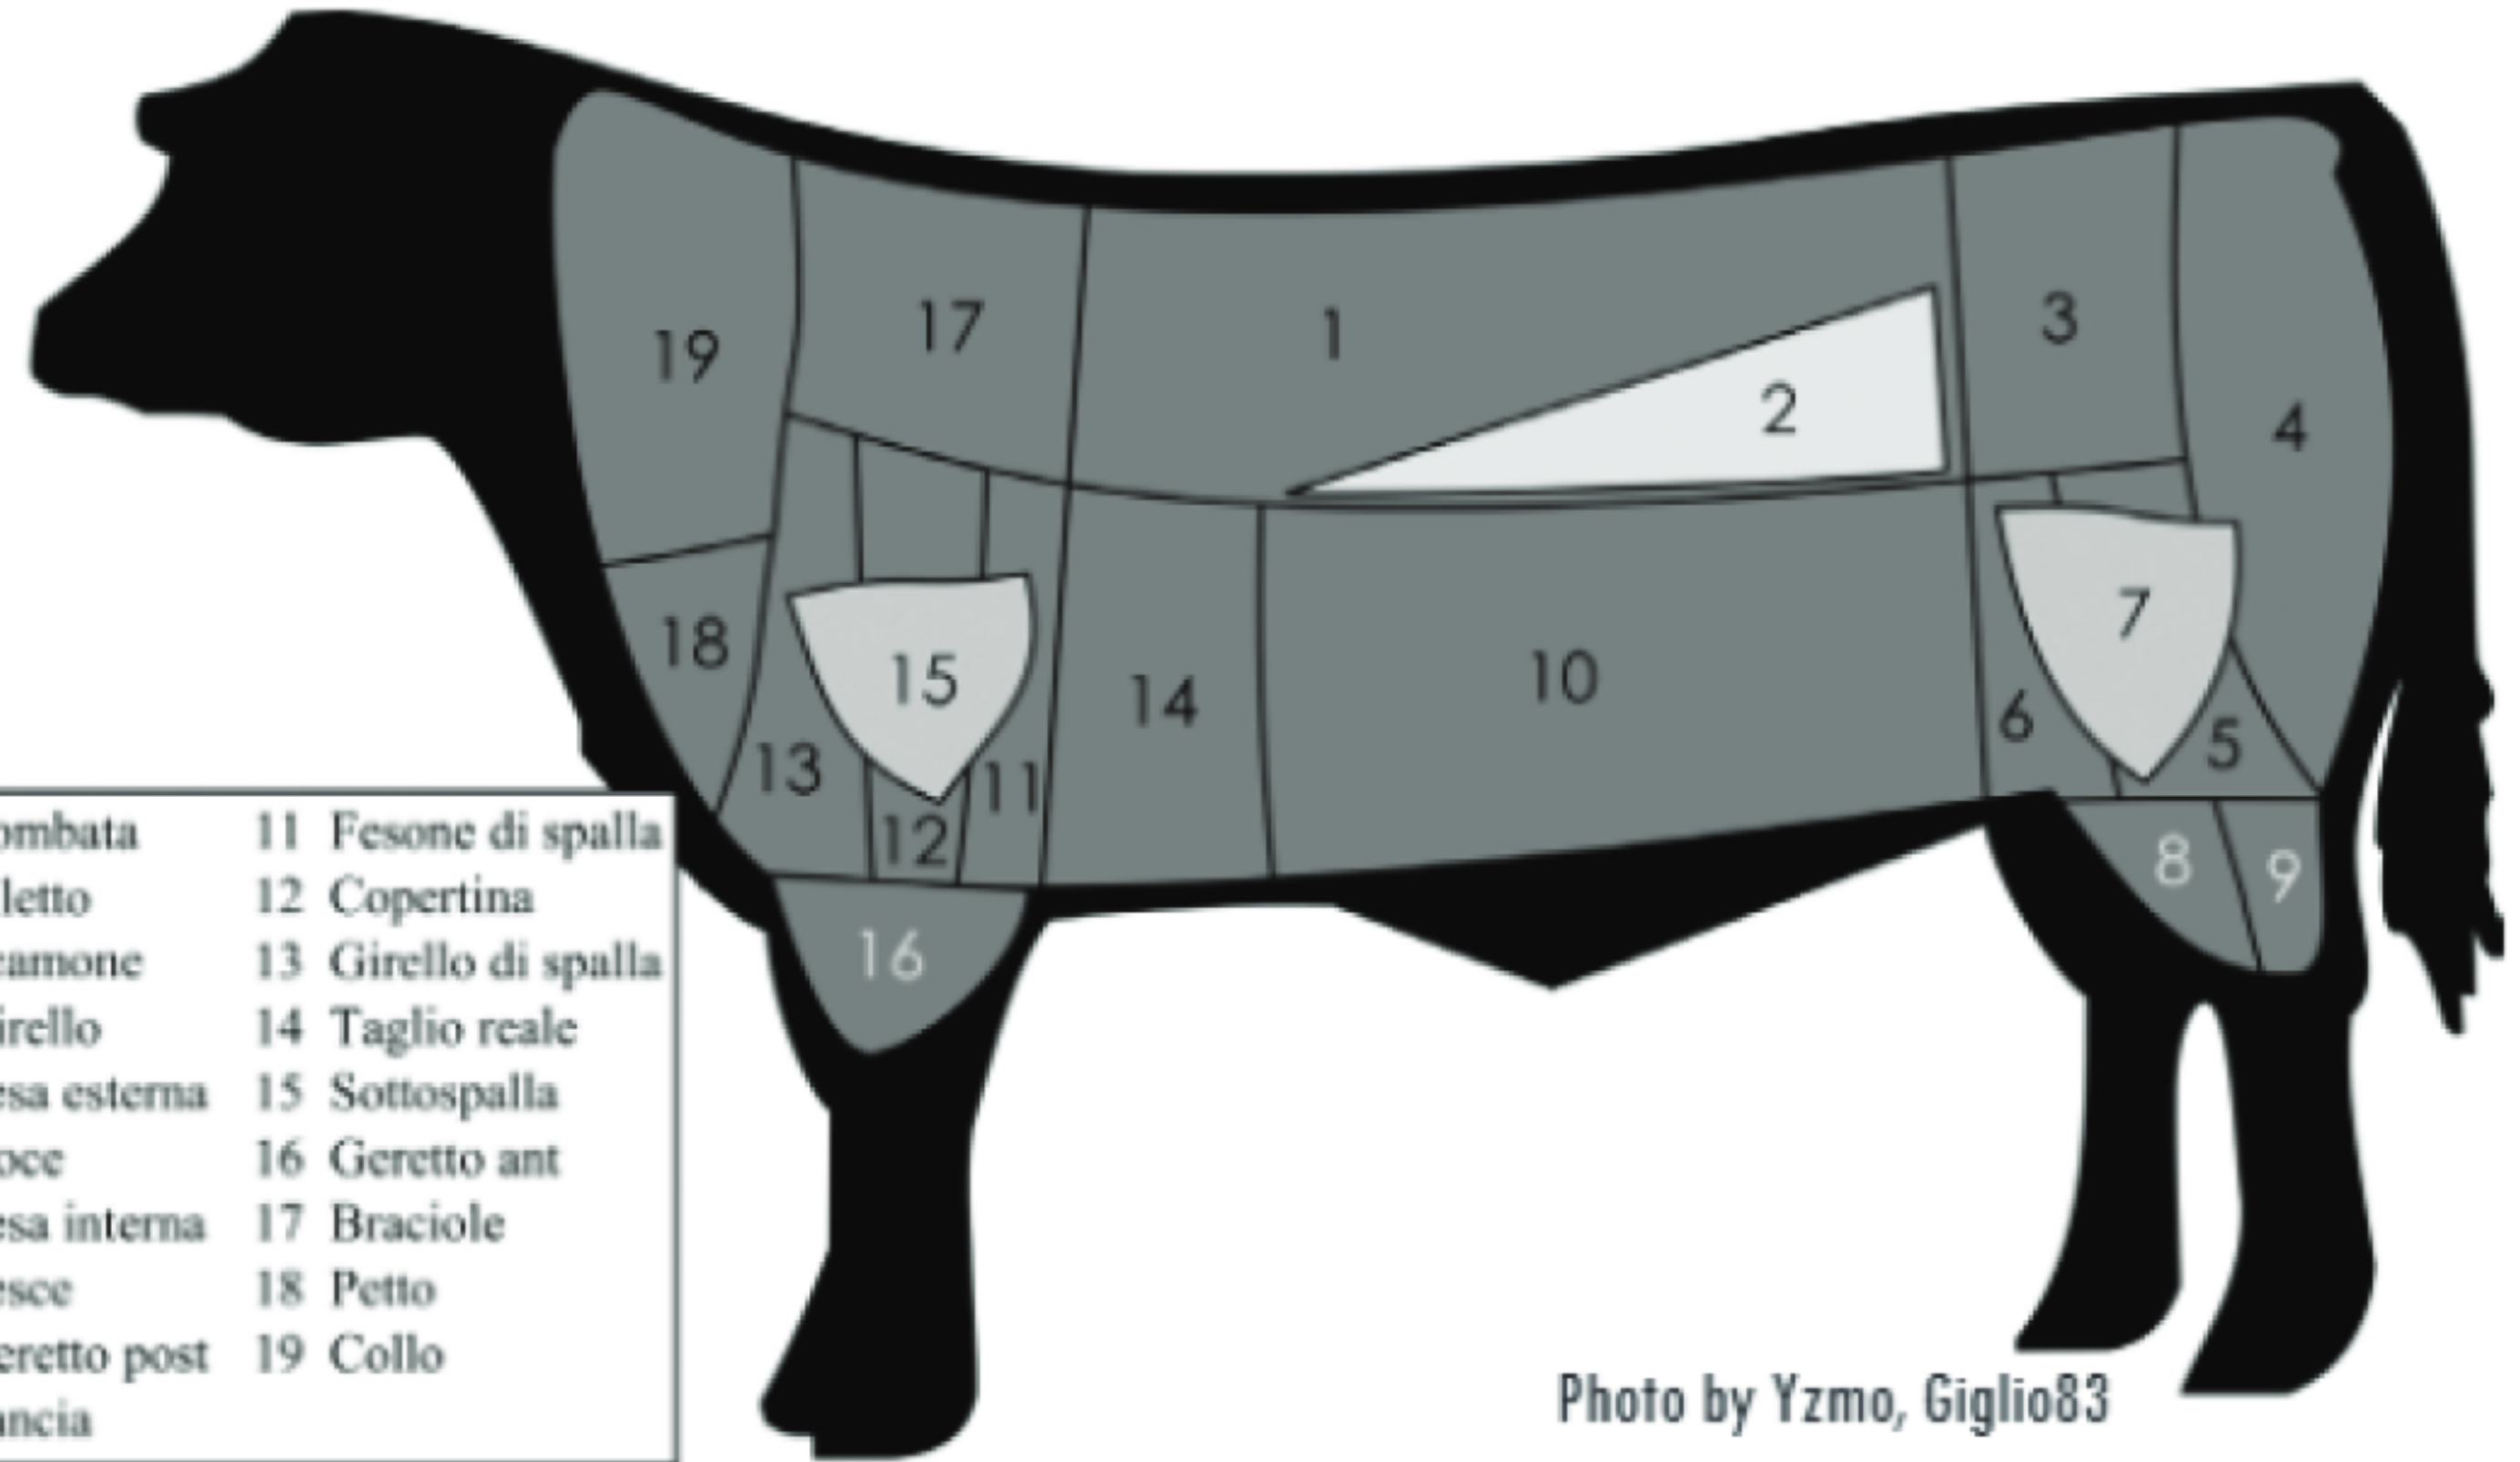 17
1
3
19
2
4
7
18
15
10
14
6
5
13
11
12
8
9
16
ombata 11 Fesone di spalla
letto 12 Copertina
camone 13 Girello di spalla
irello 14 Taglio reale
esa esterna 15 Sottospalla
oce 16 Geretto ant
esa interna 17 Braciole
esce 18 Petto
eretto post 19 Collo
ancia
Photo by Yzmo, Giglio83